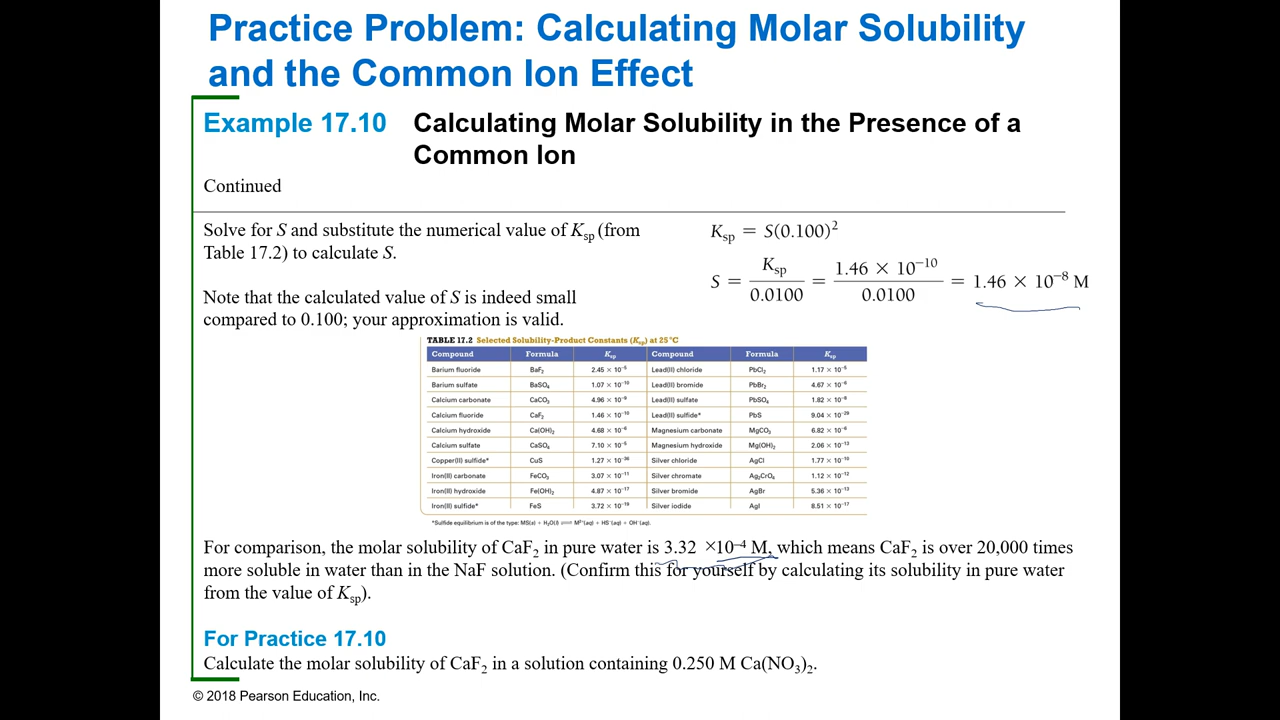 Practice Problem: Calculating Molar Solubility
and the Common Ion Effect
Example 17.10 Calculating Molar Solubility in the Presence of a
Common Ion
Continued
Solve for S and substitute the numerical value of Ksp (from
Table 17.2) to calculate S.
Note that the calculated value of S is indeed small
compared to 0.100; your approximation is valid.
Ksp = S(0.100)²
S = Ksp / 0.0100 = 1.46 × 10⁻¹⁰ / 0.0100 = 1.46 × 10⁻⁸ M
TABLE 17.2 Selected Solubility-Product Constants (Ksp) at 25 °C
Compound Formula Ksp Compound Formula Ksp
Barium fluoride BaF₂ 2.45 × 10⁻⁵ Lead(II) chloride PbCl₂ 1.17 × 10⁻⁵
Barium sulfate BaSO₄ 1.07 × 10⁻¹⁰ Lead(II) bromide PbBr₂ 4.67 × 10⁻⁶
Calcium carbonate CaCO₃ 4.96 × 10⁻⁹ Lead(II) sulfate PbSO₄ 1.82 × 10⁻⁸
Calcium fluoride CaF₂ 1.46 × 10⁻¹⁰ Lead(II) sulfide* PbS 9.04 × 10⁻²⁹
Calcium hydroxide Ca(OH)₂ 4.68 × 10⁻⁶ Magnesium carbonate MgCO₃ 6.82 × 10⁻⁶
Calcium sulfate CaSO₄ 7.10 × 10⁻⁵ Magnesium hydroxide Mg(OH)₂ 2.06 × 10⁻¹³
Copper(II) sulfide* CuS 1.27 × 10⁻³⁶ Silver chloride AgCl 1.77 × 10⁻¹⁰
Iron(II) carbonate FeCO₃ 3.07 × 10⁻¹¹ Silver chromate Ag₂CrO₄ 1.12 × 10⁻¹²
Iron(II) hydroxide Fe(OH)₂ 4.87 × 10⁻¹⁷ Silver bromide AgBr 5.36 × 10⁻¹³
Iron(II) sulfide* FeS 3.72 × 10⁻¹⁹ Silver iodide AgI 8.51 × 10⁻¹⁷
*Sulfide equilibrium is of the type: MS(s) + H₂O(l) ⇌ M²⁺(aq) + HS⁻(aq) + OH⁻(aq).
For comparison, the molar solubility of CaF₂ in pure water is 3.32 ×10⁻⁴ M, which means CaF₂ is over 20,000 times
more soluble in water than in the NaF solution. (Confirm this for yourself by calculating its solubility in pure water
from the value of Ksp).
For Practice 17.10
Calculate the molar solubility of CaF₂ in a solution containing 0.250 M Ca(NO₃)₂.
© 2018 Pearson Education, Inc.